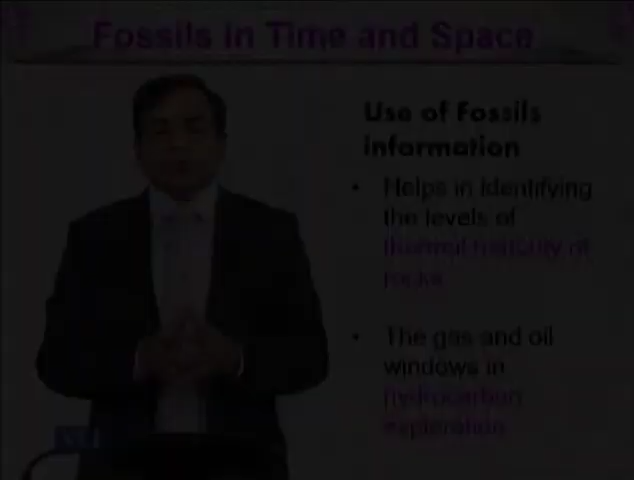 Fossils in Time and Space
Use of Fossils
information
• Helps in identifying
the levels of
thermal maturity of
rocks
• The gas and oil
windows in
hydrocarbon
exploration